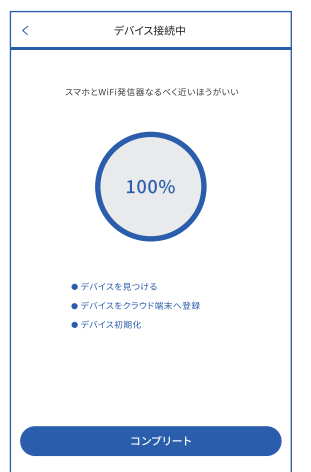 デバイス接続中
スマホとWiFi発信器なるべく近いほうがいい
100%
デバイスを見つける
デバイスをクラウド端末へ登録
デバイス初期化
コンプリート